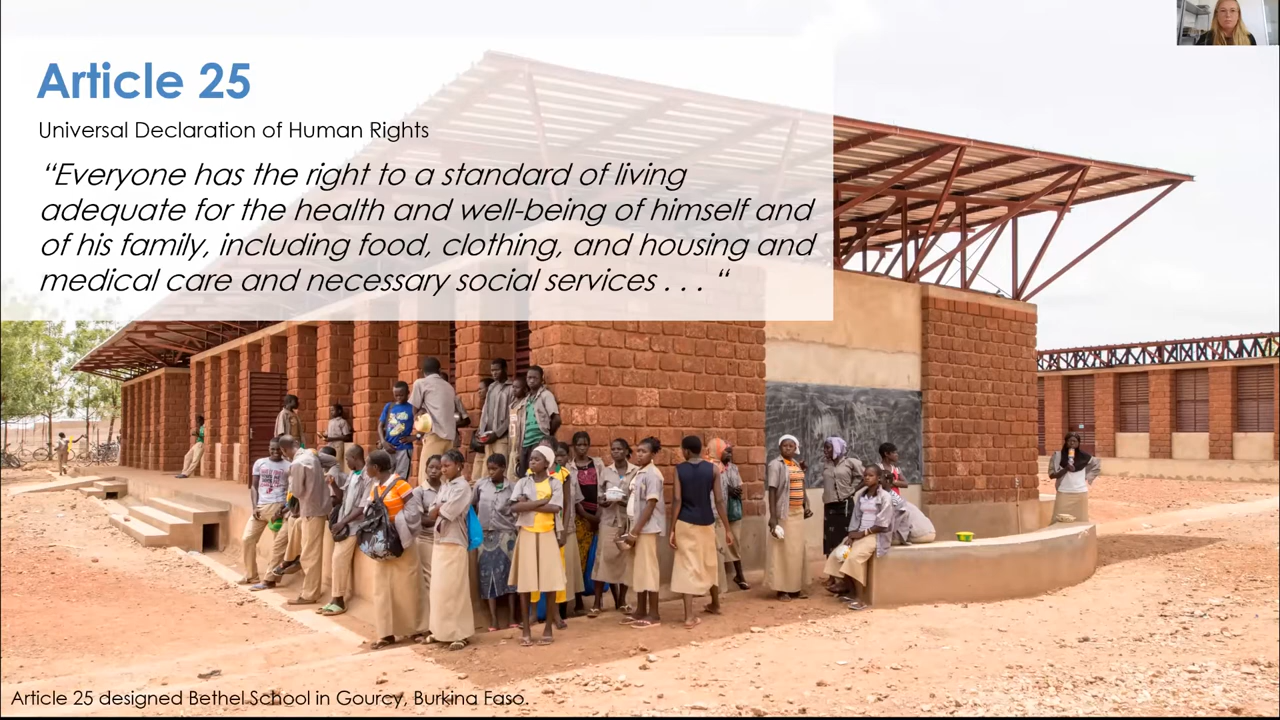 Article 25
Universal Declaration of Human Rights
“Everyone has the right to a standard of living
adequate for the health and well-being of himself and
of his family, including food, clothing, and housing and
medical care and necessary social services . . . “
Article 25 designed Bethel School in Gourcy, Burkina Faso.